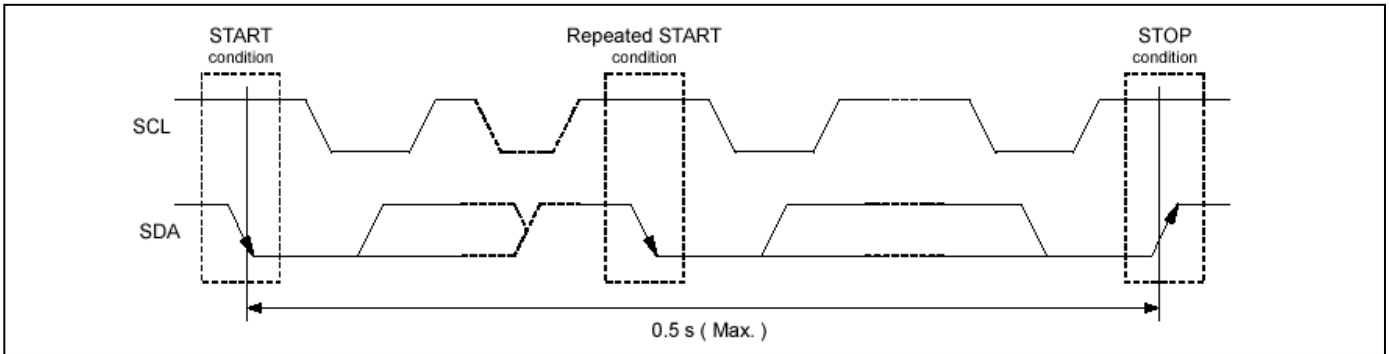 START
condition
Repeated START
condition
STOP
condition
SCL
SDA
0.5 s ( Max. )